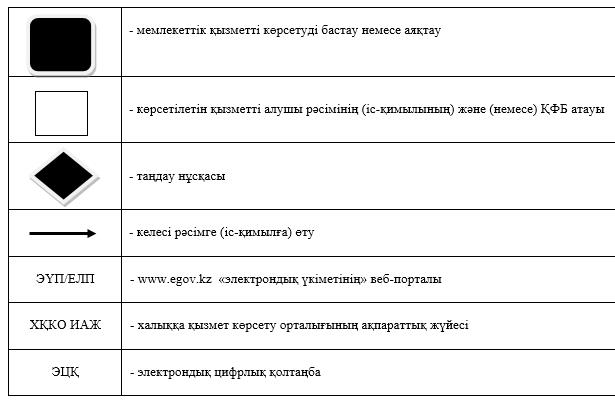 - мемлекеттік қызметті көрсетуді бастау немесе аяқтау
- көрсетілетін қызметті алушы рәсімінің (іс-қимылының) және (немесе) ҚФБ атауы
- таңдау нұсқасы
- келесі рәсімге (іс-қимылға) өту
ЭҮП/ЕЛП - www.egov.kz «электрондық үкіметінің» веб-порталы
ХҚКО ИАЖ - халыққа қызмет көрсету орталығының ақпараттық жүйесі
ЭЦҚ - электрондық цифрлық қолтаңба